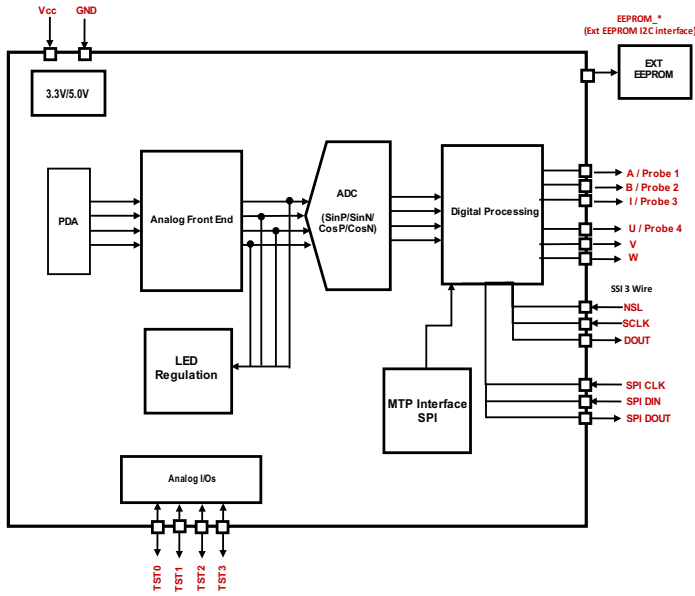 Vcc
GND
EEPROM_*
(Ext EEPROM I2C interface)
EXT
EEPROM
3.3V/5.0V
PDA
Analog Front End
ADC
(SinP/SinN/
CosP/CosN)
Digital Processing
A / Probe 1
B / Probe 2
I / Probe 3
U / Probe 4
V
W
SSI 3 Wire
NSL
SCLK
DOUT
LED
Regulation
MTP Interface
SPI
SPI CLK
SPI DIN
SPI DOUT
Analog I/Os
TST0
TST1
TST2
TST3